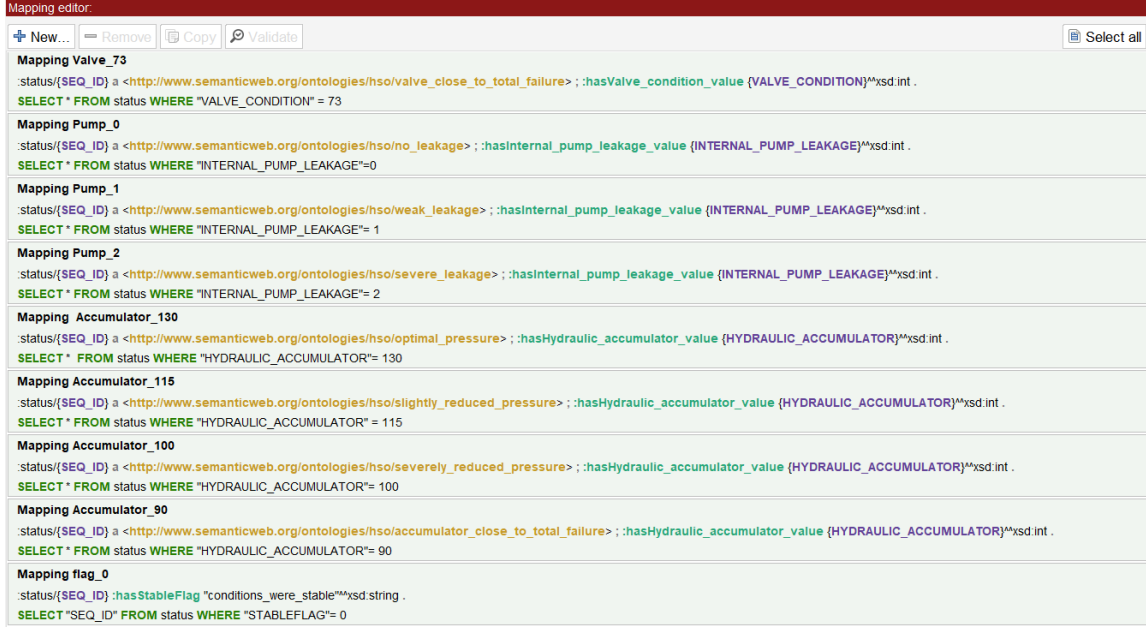 Mapping editor:
New... Remove Copy Validate Select all
Mapping Valve_73
:status/{SEQ_ID} a <http://www.semanticweb.org/ontologies/hso/valve_close_to_total_failure> ; :hasValve_condition_value {VALVE_CONDITION}^^xsd:int .
SELECT * FROM status WHERE "VALVE_CONDITION" = 73
Mapping Pump_0
:status/{SEQ_ID} a <http://www.semanticweb.org/ontologies/hso/no_leakage> ; :hasInternal_pump_leakage_value {INTERNAL_PUMP_LEAKAGE}^^xsd:int .
SELECT * FROM status WHERE "INTERNAL_PUMP_LEAKAGE"=0
Mapping Pump_1
:status/{SEQ_ID} a <http://www.semanticweb.org/ontologies/hso/weak_leakage> ; :hasInternal_pump_leakage_value {INTERNAL_PUMP_LEAKAGE}^^xsd:int .
SELECT * FROM status WHERE "INTERNAL_PUMP_LEAKAGE"= 1
Mapping Pump_2
:status/{SEQ_ID} a <http://www.semanticweb.org/ontologies/hso/severe_leakage> ; :hasInternal_pump_leakage_value {INTERNAL_PUMP_LEAKAGE}^^xsd:int .
SELECT * FROM status WHERE "INTERNAL_PUMP_LEAKAGE"= 2
Mapping Accumulator_130
:status/{SEQ_ID} a <http://www.semanticweb.org/ontologies/hso/optimal_pressure> ; :hasHydraulic_accumulator_value {HYDRAULIC_ACCUMULATOR}^^xsd:int .
SELECT * FROM status WHERE "HYDRAULIC_ACCUMULATOR"= 130
Mapping Accumulator_115
:status/{SEQ_ID} a <http://www.semanticweb.org/ontologies/hso/slightly_reduced_pressure> ; :hasHydraulic_accumulator_value {HYDRAULIC_ACCUMULATOR}^^xsd:int .
SELECT * FROM status WHERE "HYDRAULIC_ACCUMULATOR" = 115
Mapping Accumulator_100
:status/{SEQ_ID} a <http://www.semanticweb.org/ontologies/hso/severely_reduced_pressure> ; :hasHydraulic_accumulator_value {HYDRAULIC_ACCUMULATOR}^^xsd:int .
SELECT * FROM status WHERE "HYDRAULIC_ACCUMULATOR" = 100
Mapping Accumulator_90
:status/{SEQ_ID} a <http://www.semanticweb.org/ontologies/hso/accumulator_close_to_total_failure> ; :hasHydraulic_accumulator_value {HYDRAULIC_ACCUMULATOR}^^xsd:int .
SELECT * FROM status WHERE "HYDRAULIC_ACCUMULATOR"= 90
Mapping flag_0
:status/{SEQ_ID} :hasStableFlag "conditions_were_stable"^^xsd:string .
SELECT "SEQ_ID" FROM status WHERE "STABLEFLAG"= 0